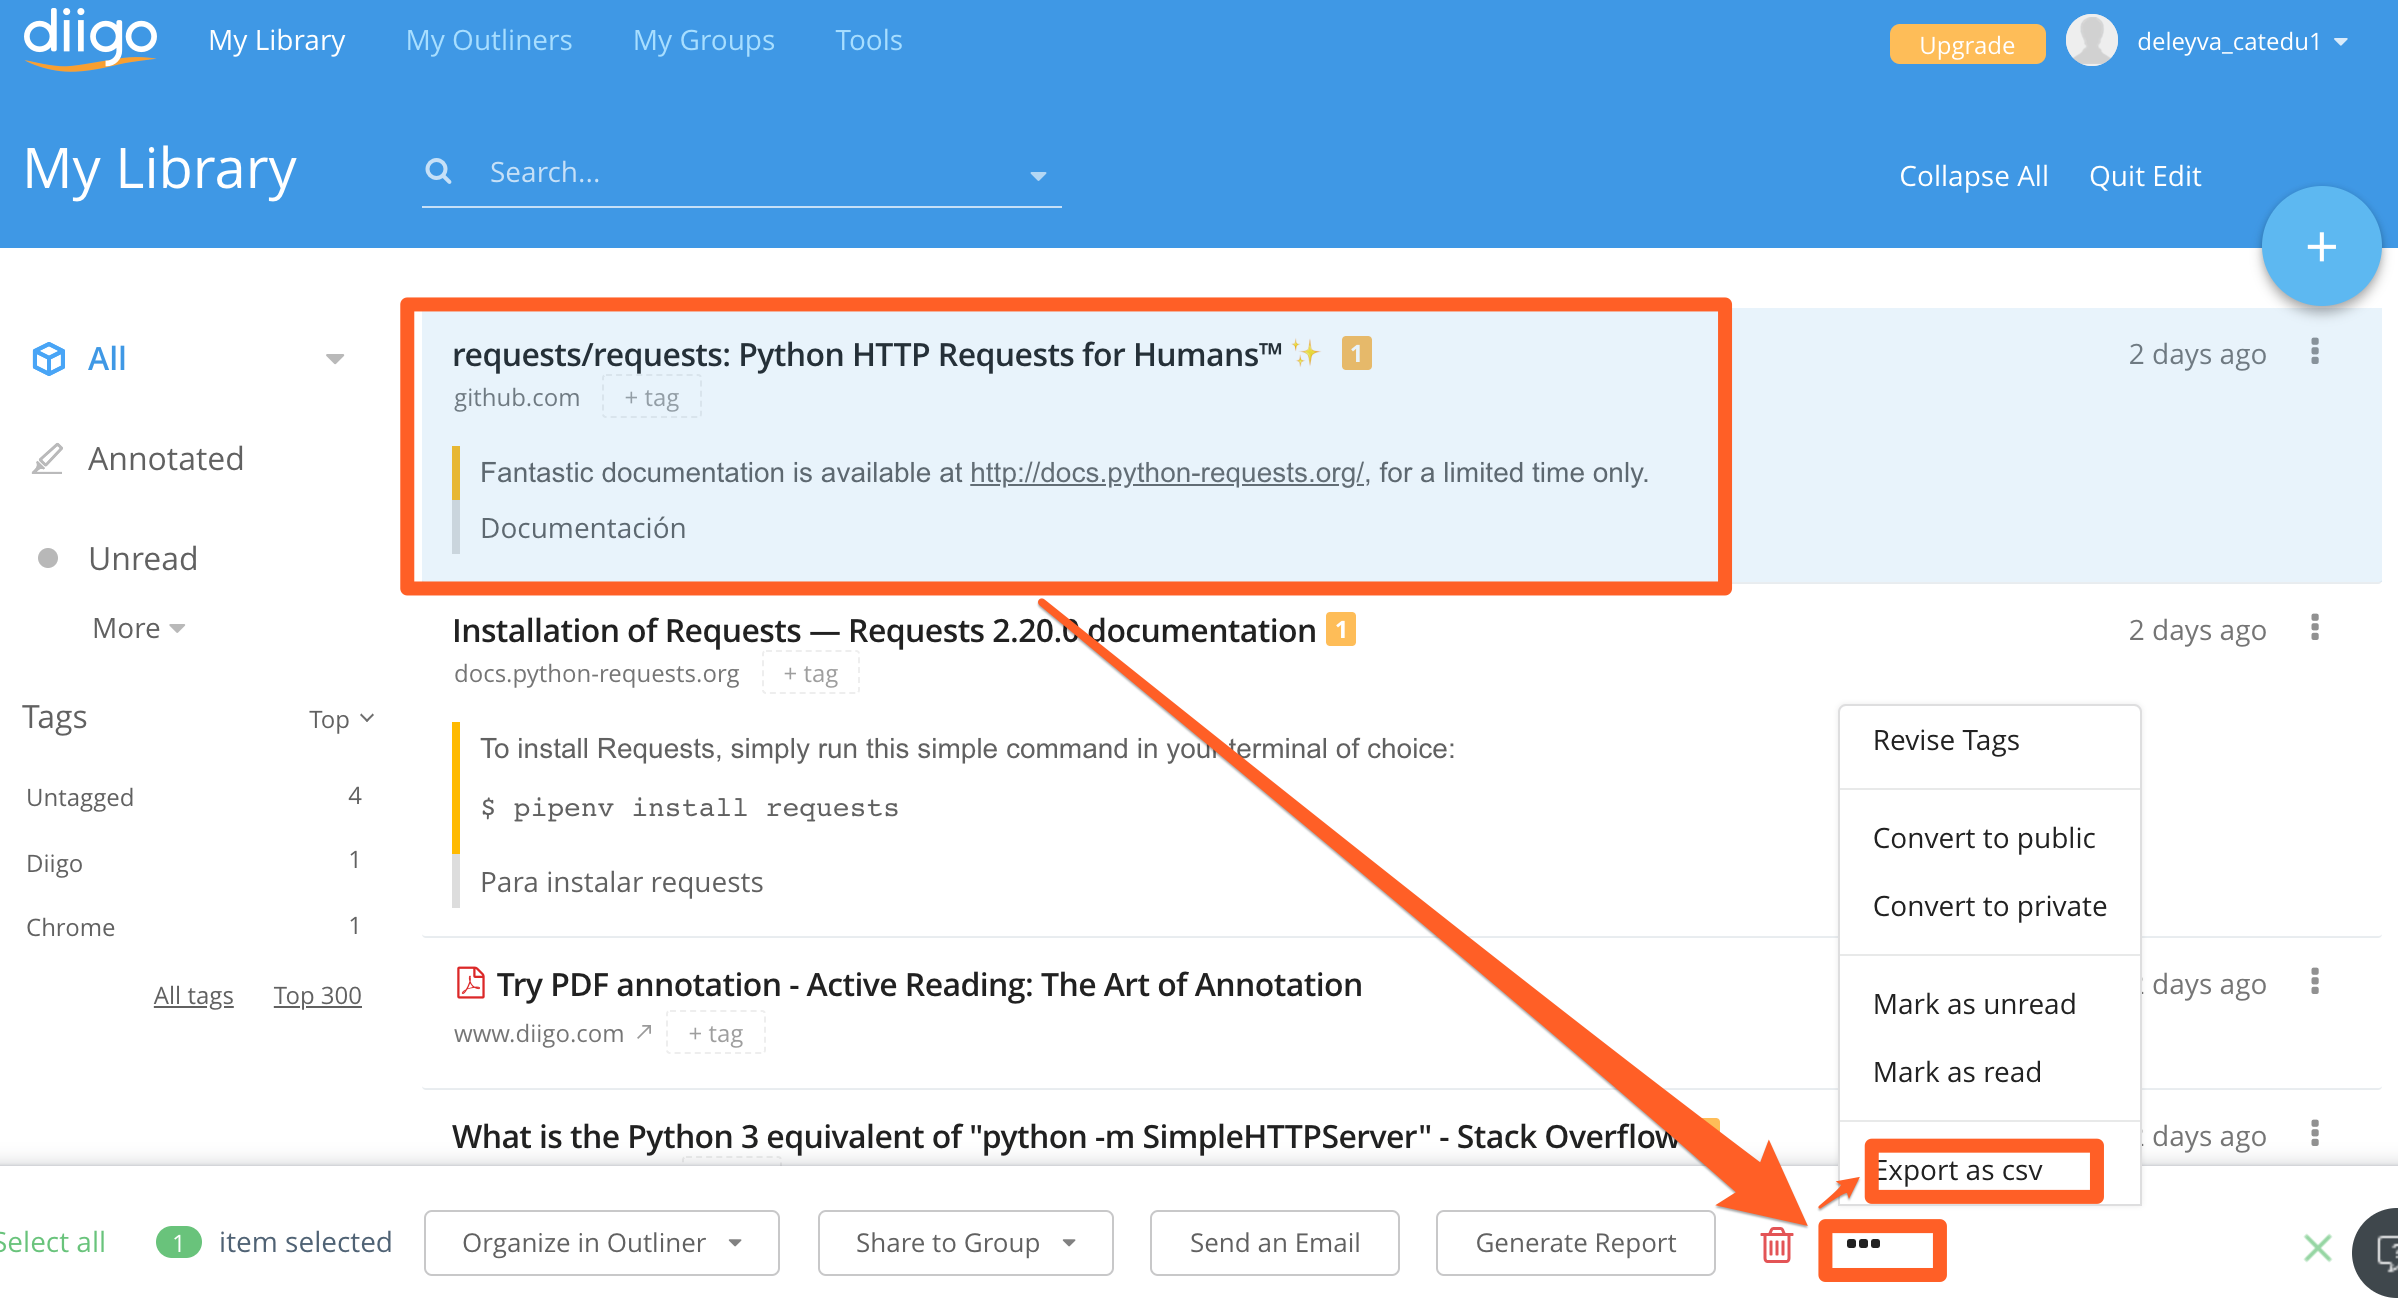 diigo
My Library My Outliners My Groups Tools Upgrade deleyva_catedu1
My Library Search... Collapse All Quit Edit
+
All
Annotated
Unread
More
Tags Top
Untagged 4
Diigo 1
Chrome 1
All tags Top 300
requests/requests: Python HTTP Requests for Humans™ ✨ 1 2 days ago
github.com + tag
Fantastic documentation is available at http://docs.python-requests.org/, for a limited time only.
Documentación
Installation of Requests — Requests 2.20.0 documentation 1 2 days ago
docs.python-requests.org + tag
To install Requests, simply run this simple command in your terminal of choice:
$ pipenv install requests
Para instalar requests
Try PDF annotation - Active Reading: The Art of Annotation 2 days ago
www.diigo.com + tag
What is the Python 3 equivalent of "python -m SimpleHTTPServer" - Stack Overflow 2 days ago
Revise Tags
Convert to public
Convert to private
Mark as unread
Mark as read
Export as csv
Select all 1 item selected Organize in Outliner Share to Group Send an Email Generate Report •••